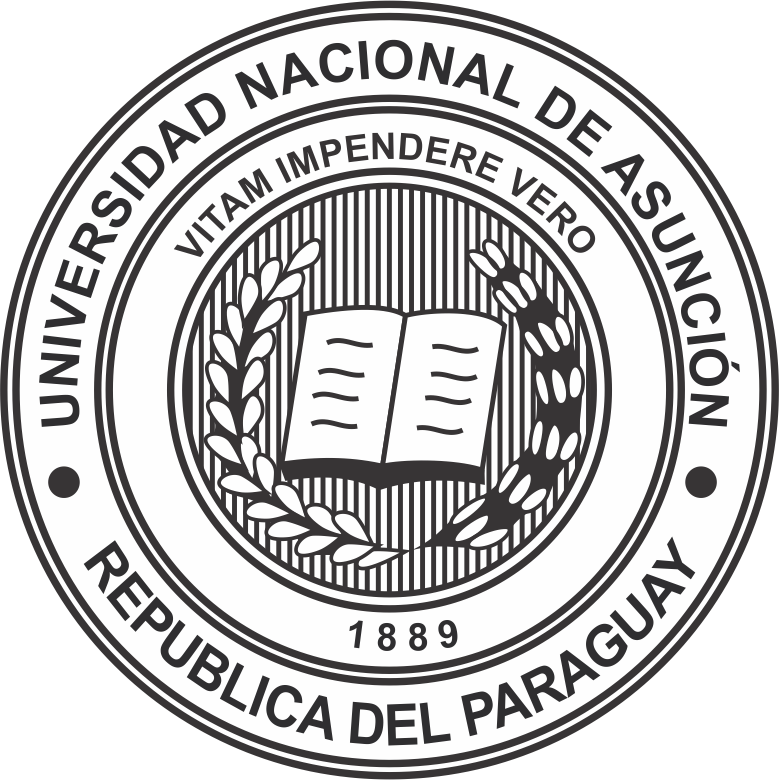 UNIVERSIDAD NACIONAL DE ASUNCIÓN
VITAM IMPENDERE VERO
1889
REPUBLICA DEL PARAGUAY